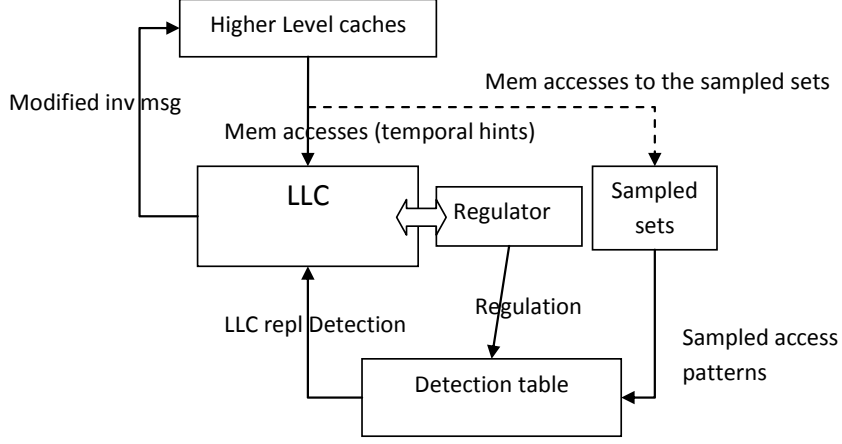 Higher Level caches
Mem accesses to the sampled sets
Modified inv msg
Mem accesses (temporal hints)
LLC
Regulator
Sampled
sets
LLC repl Detection
Regulation
Sampled access
patterns
Detection table